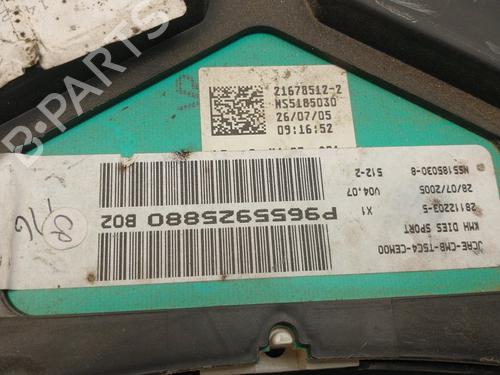 21678512-2
NS5185030
26/07/05
09:16:52
JCAE-CMB-TSC4-CEM00
KMH DIES SPORT
28112203-5 X1
28/07/2005 V04.07
NS5185030-8 512-2
P9655925880 B02
B-PARTS